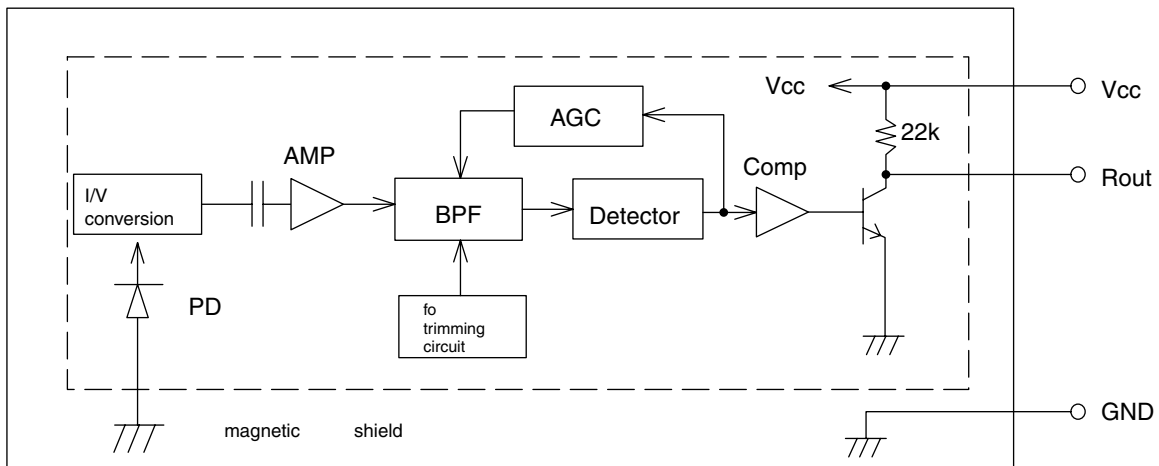 Vcc
Vcc
AGC
22k
AMP
Comp
Rout
I/V
conversion
BPF
Detector
PD
fo
trimming
circuit
GND
magnetic shield